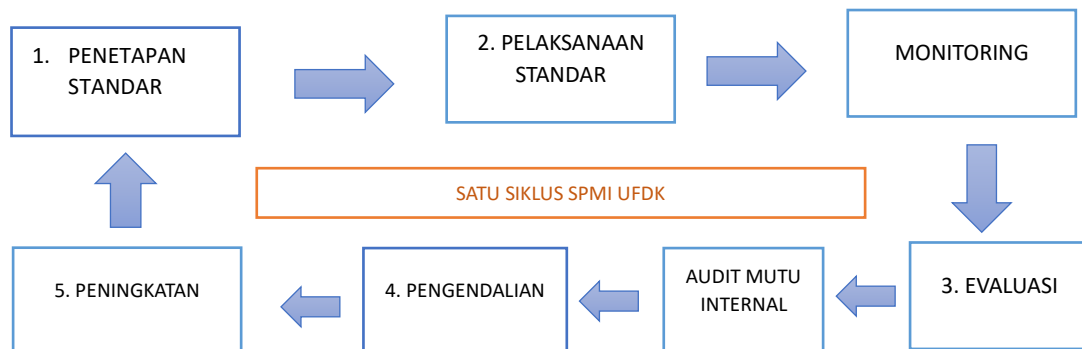 1. PENETAPAN
STANDAR
2. PELAKSANAAN
STANDAR
MONITORING
SATU SIKLUS SPMI UFDK
5. PENINGKATAN
4. PENGENDALIAN
AUDIT MUTU
INTERNAL
3. EVALUASI